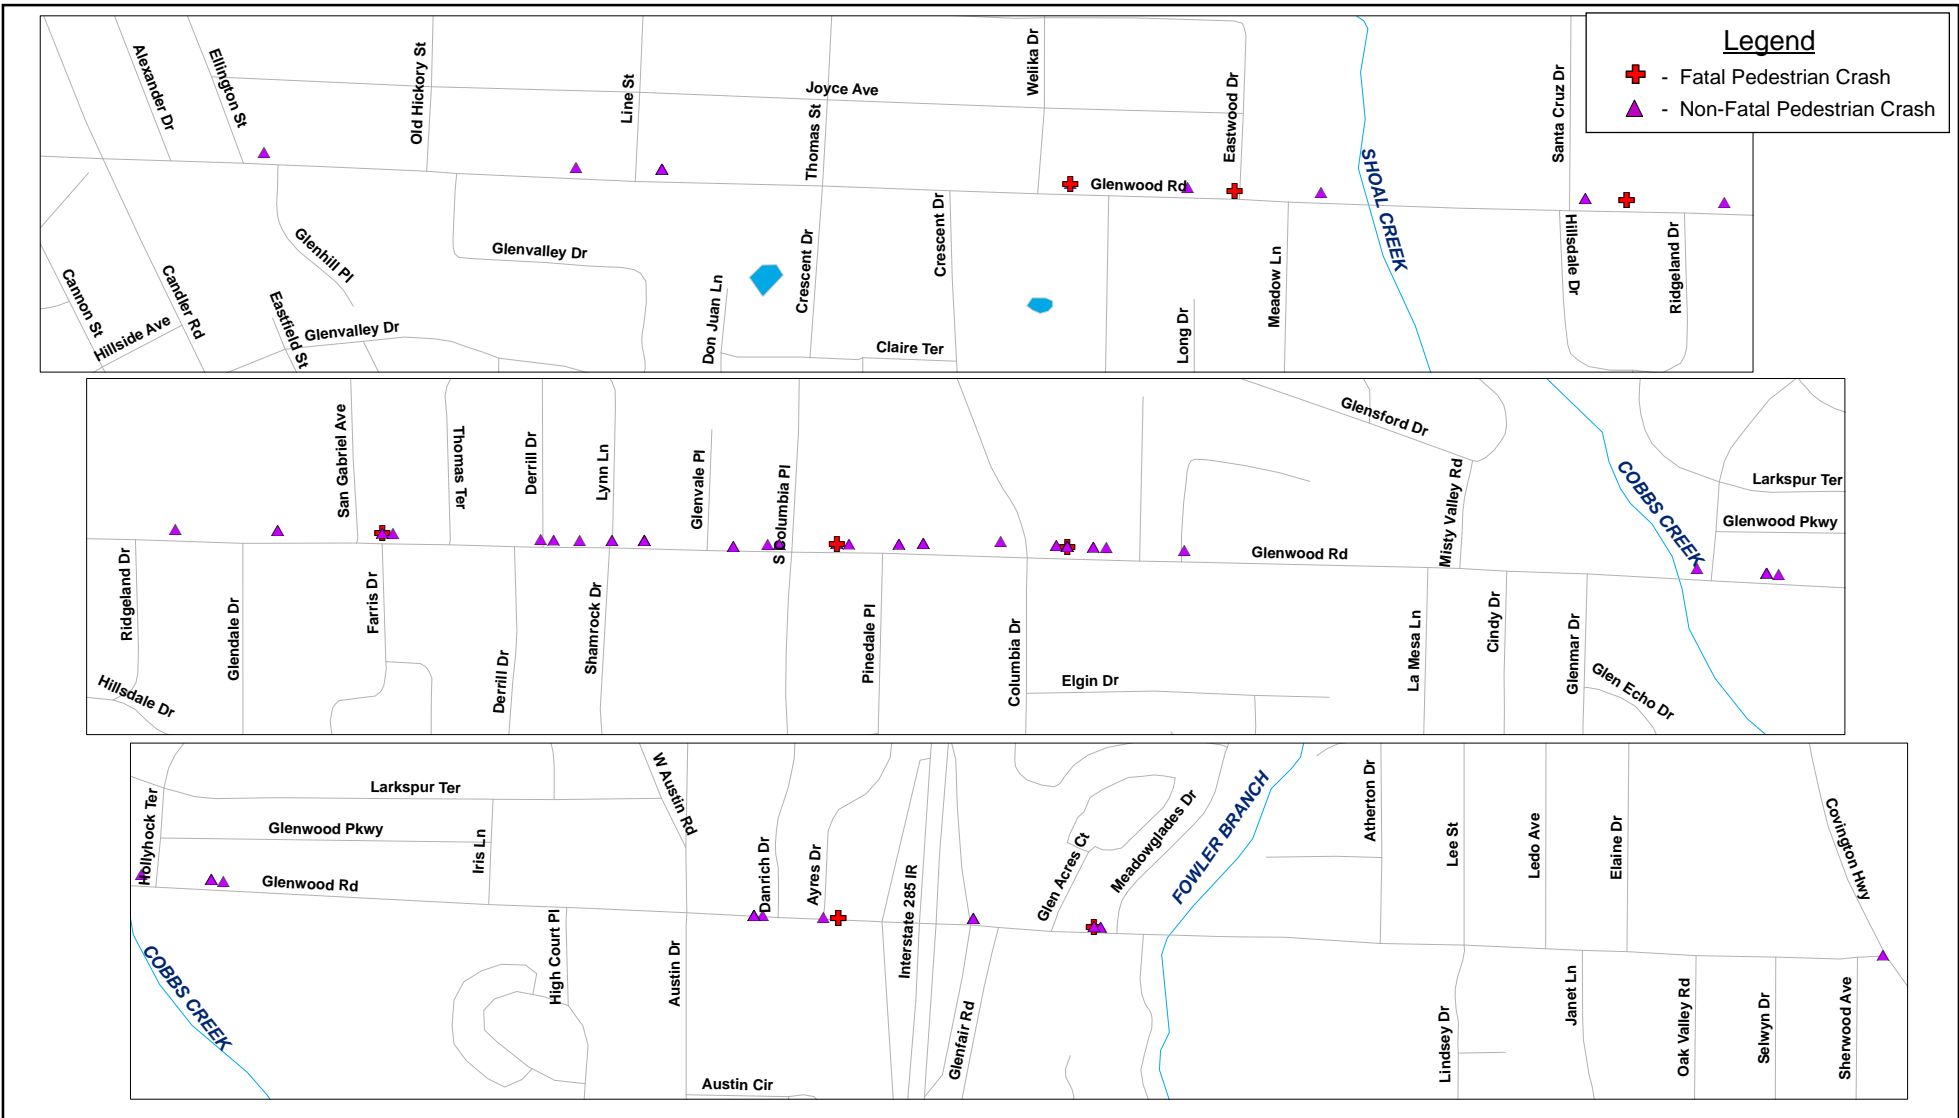 Legend
- Fatal Pedestrian Crash
- Non-Fatal Pedestrian Crash
Alexander Dr
Ellington St
Old Hickory St
Line St
Joyce Ave
Thomas St
Welika Dr
Eastwood Dr
SHOAL CREEK
Santa Cruz Dr
Glenwood Rd
Cannon St
Hillside Ave
Candler Rd
Glenhill Pl
Eastfield St
Glenvalley Dr
Glenvalley Dr
Don Juan Ln
Crescent Dr
Claire Ter
Crescent Dr
Long Dr
Meadow Ln
Hillsdale Dr
Ridgeland Dr
San Gabriel Ave
Thomas Ter
Derrill Dr
Lynn Ln
Glenvale Pl
S Columbia Pl
Glensford Dr
Misty Valley Rd
COBBS CREEK
Larkspur Ter
Glenwood Pkwy
Glenwood Rd
Ridgeland Dr
Hillsdale Dr
Glendale Dr
Farris Dr
Derrill Dr
Shamrock Dr
Pinedale Pl
Columbia Dr
Elgin Dr
La Mesa Ln
Cindy Dr
Glenmar Dr
Glen Echo Dr
Hollyhock Ter
Larkspur Ter
Glenwood Pkwy
Iris Ln
Glenwood Rd
W Austin Rd
Danrich Dr
Ayres Dr
Interstate 285 IR
Glen Acres Ct
Meadowglades Dr
FOWLER BRANCH
Atherton Dr
Lee St
Ledo Ave
Elaine Dr
Covington Hwy
COBBS CREEK
High Court Pl
Austin Dr
Austin Cir
Glenfair Rd
Lindsey Dr
Janet Ln
Oak Valley Rd
Selwyn Dr
Sherwood Ave